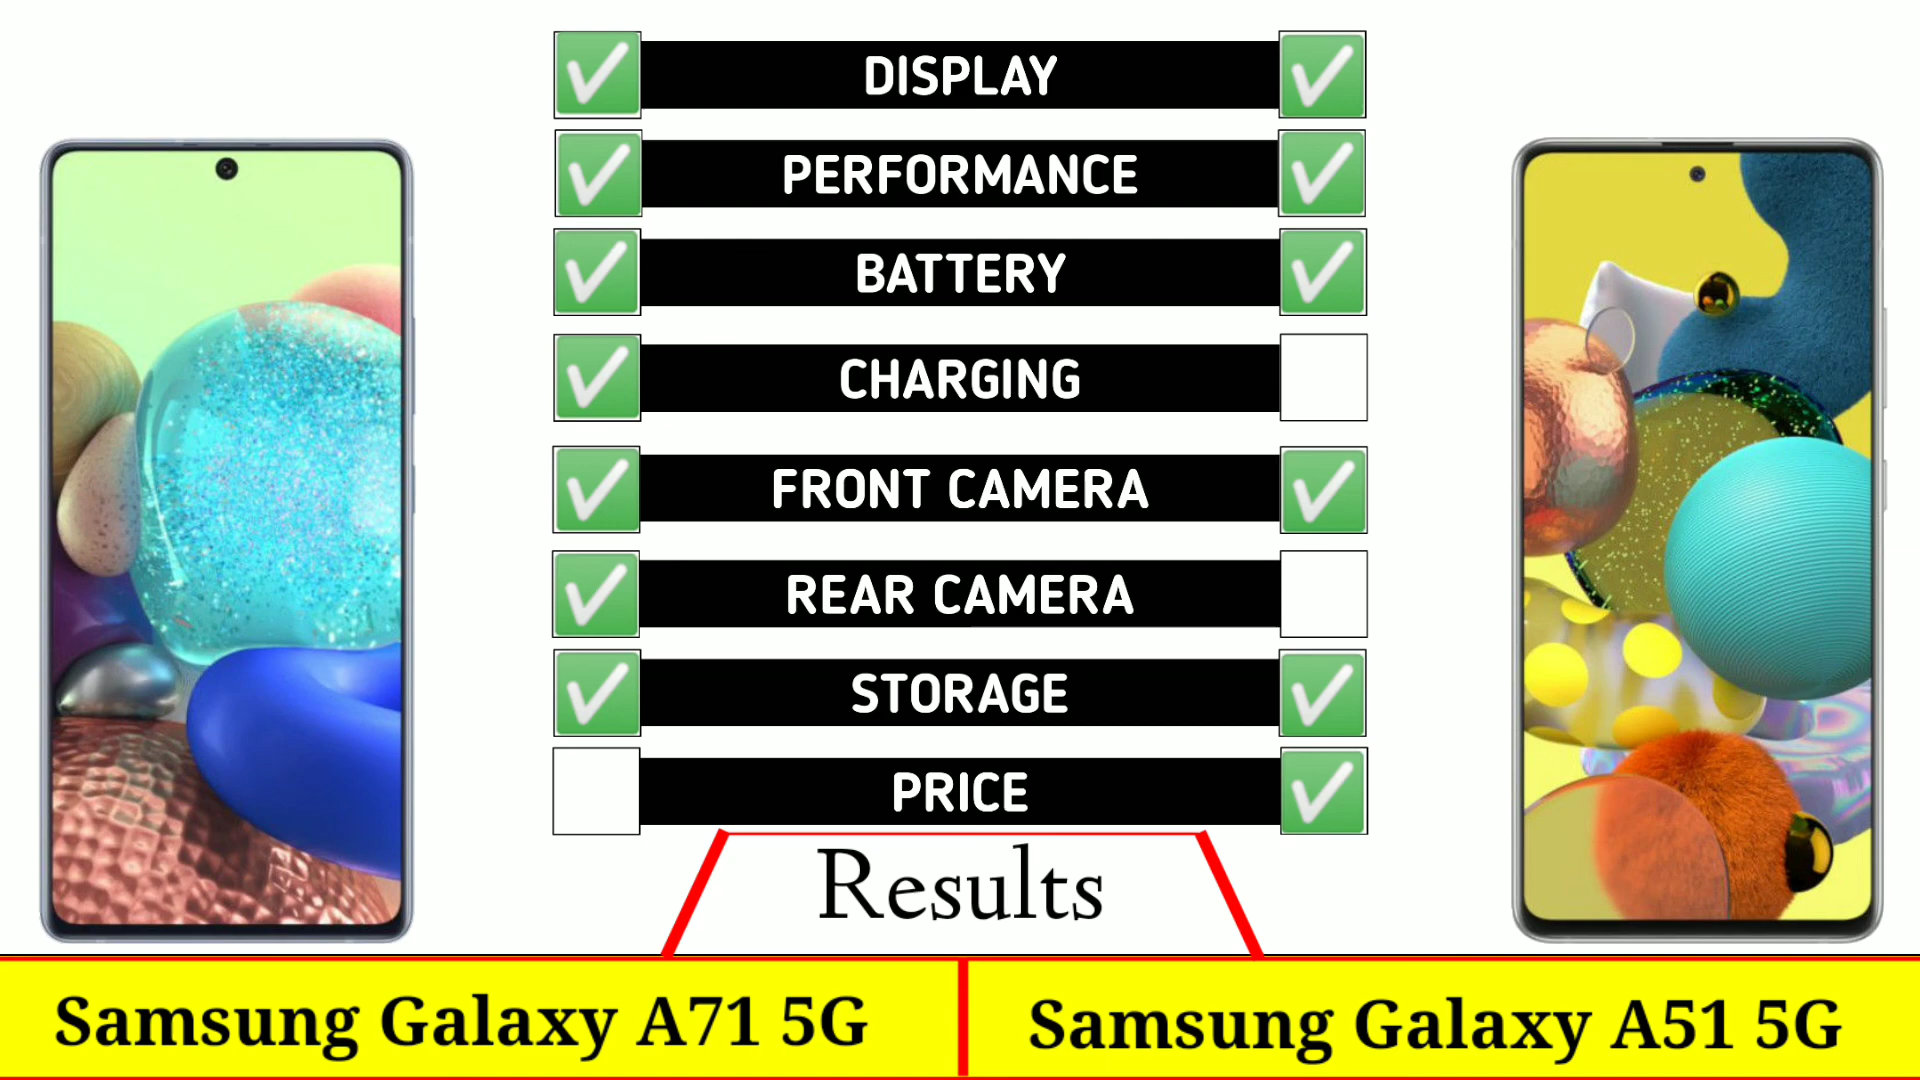 DISPLAY
PERFORMANCE
BATTERY
CHARGING
FRONT CAMERA
REAR CAMERA
STORAGE
PRICE
Results
Samsung Galaxy A71 5G
Samsung Galaxy A51 5G